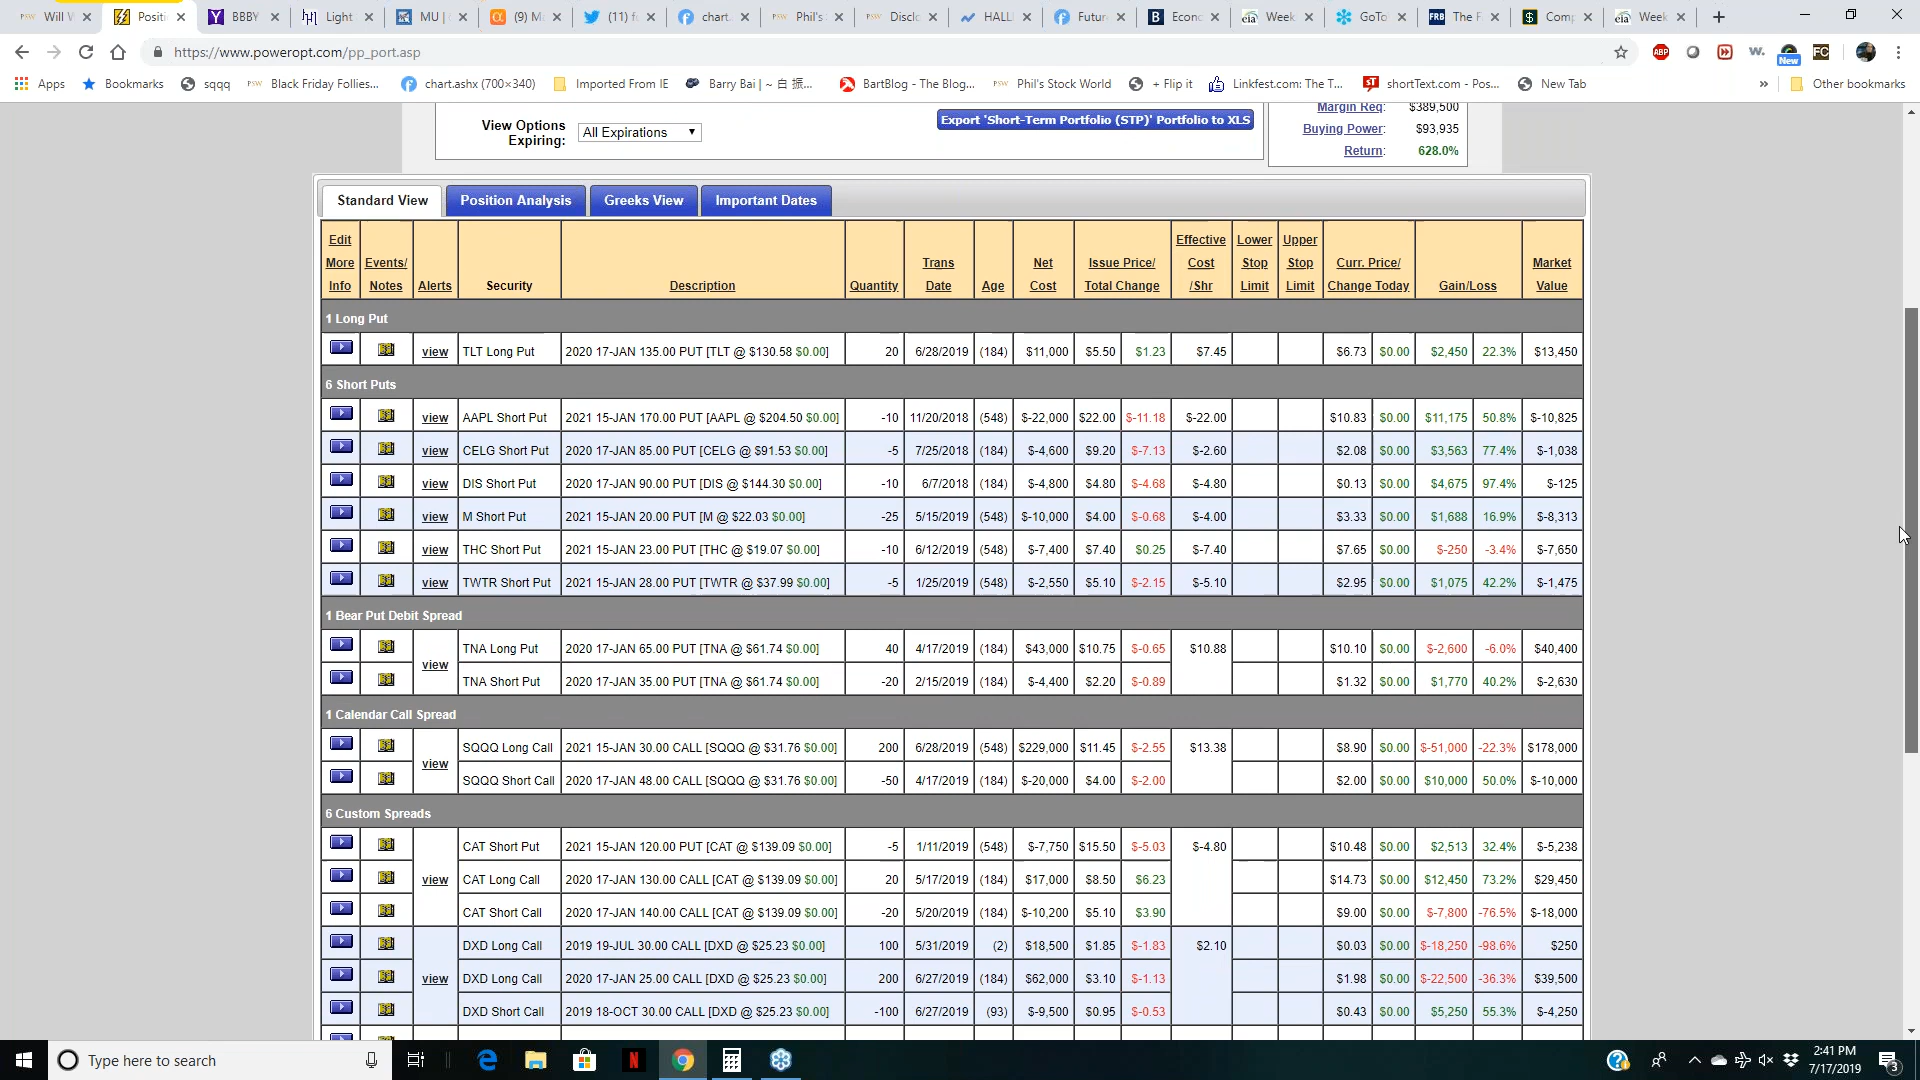 Will V
Positi
BBBY
Light
MU | (
(9) M
(11) f
chart.
Phil's
Disclo
HALL
Futur
Econ
Week
GoTo
The F
Comp
Week
https://www.poweropt.com/pp_port.asp
Apps Bookmarks sqqq Black Friday Follies... chart.ashx (700×340) Imported From IE Barry Bai | ~ 白 振... BartBlog - The Blog... Phil's Stock World + Flip it Linkfest.com: The T... shortText.com - Pos... New Tab » Other bookmarks
View Options Expiring: All Expirations
Export 'Short-Term Portfolio (STP)' Portfolio to XLS
Margin Req: $389,500
Buying Power: $93,935
Return: 628.0%
Standard View Position Analysis Greeks View Important Dates
Edit More Info Events/ Notes Alerts Security Description Quantity Trans Date Age Net Cost Issue Price/ Total Change Effective Cost /Shr Lower Stop Limit Upper Stop Limit Curr. Price/ Change Today Gain/Loss Market Value
1 Long Put
view TLT Long Put 2020 17-JAN 135.00 PUT [TLT @ $130.58 $0.00] 20 6/28/2019 (184) $11,000 $5.50 $1.23 $7.45 $6.73 $0.00 $2,450 22.3% $13,450
6 Short Puts
view AAPL Short Put 2021 15-JAN 170.00 PUT [AAPL @ $204.50 $0.00] -10 11/20/2018 (548) $-22,000 $22.00 $-11.18 $-22.00 $10.83 $0.00 $11,175 50.8% $-10,825
view CELG Short Put 2020 17-JAN 85.00 PUT [CELG @ $91.53 $0.00] -5 7/25/2018 (184) $-4,600 $9.20 $-7.13 $-2.60 $2.08 $0.00 $3,563 77.4% $-1,038
view DIS Short Put 2020 17-JAN 90.00 PUT [DIS @ $144.30 $0.00] -10 6/7/2018 (184) $-4,800 $4.80 $-4.68 $-4.80 $0.13 $0.00 $4,675 97.4% $-125
view M Short Put 2021 15-JAN 20.00 PUT [M @ $22.03 $0.00] -25 5/15/2019 (548) $-10,000 $4.00 $-0.68 $-4.00 $3.33 $0.00 $1,688 16.9% $-8,313
view THC Short Put 2021 15-JAN 23.00 PUT [THC @ $19.07 $0.00] -10 6/12/2019 (548) $-7,400 $7.40 $0.25 $-7.40 $7.65 $0.00 $-250 -3.4% $-7,650
view TWTR Short Put 2021 15-JAN 28.00 PUT [TWTR @ $37.99 $0.00] -5 1/25/2019 (548) $-2,550 $5.10 $-2.15 $-5.10 $2.95 $0.00 $1,075 42.2% $-1,475
1 Bear Put Debit Spread
view TNA Long Put 2020 17-JAN 65.00 PUT [TNA @ $61.74 $0.00] 40 4/17/2019 (184) $43,000 $10.75 $-0.65 $10.88 $10.10 $0.00 $-2,600 -6.0% $40,400
TNA Short Put 2020 17-JAN 35.00 PUT [TNA @ $61.74 $0.00] -20 2/15/2019 (184) $-4,400 $2.20 $-0.89 $1.32 $0.00 $1,770 40.2% $-2,630
1 Calendar Call Spread
view SQQQ Long Call 2021 15-JAN 30.00 CALL [SQQQ @ $31.76 $0.00] 200 6/28/2019 (548) $229,000 $11.45 $-2.55 $13.38 $8.90 $0.00 $-51,000 -22.3% $178,000
SQQQ Short Call 2020 17-JAN 48.00 CALL [SQQQ @ $31.76 $0.00] -50 4/17/2019 (184) $-20,000 $4.00 $-2.00 $2.00 $0.00 $10,000 50.0% $-10,000
6 Custom Spreads
CAT Short Put 2021 15-JAN 120.00 PUT [CAT @ $139.09 $0.00] -5 1/11/2019 (548) $-7,750 $15.50 $-5.03 $-4.80 $10.48 $0.00 $2,513 32.4% $-5,238
view CAT Long Call 2020 17-JAN 130.00 CALL [CAT @ $139.09 $0.00] 20 5/17/2019 (184) $17,000 $8.50 $6.23 $14.73 $0.00 $12,450 73.2% $29,450
CAT Short Call 2020 17-JAN 140.00 CALL [CAT @ $139.09 $0.00] -20 5/20/2019 (184) $-10,200 $5.10 $3.90 $9.00 $0.00 $-7,800 -76.5% $-18,000
DXD Long Call 2019 19-JUL 30.00 CALL [DXD @ $25.23 $0.00] 100 5/31/2019 (2) $18,500 $1.85 $-1.83 $2.10 $0.03 $0.00 $-18,250 -98.6% $250
view DXD Long Call 2020 17-JAN 25.00 CALL [DXD @ $25.23 $0.00] 200 6/27/2019 (184) $62,000 $3.10 $-1.13 $1.98 $0.00 $-22,500 -36.3% $39,500
DXD Short Call 2019 18-OCT 30.00 CALL [DXD @ $25.23 $0.00] -100 6/27/2019 (93) $-9,500 $0.95 $-0.53 $0.43 $0.00 $5,250 55.3% $-4,250
Type here to search
2:41 PM
7/17/2019